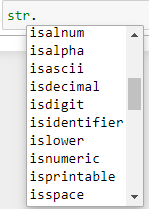 str.
isalnum
isalpha
isascii
isdecimal
isdigit
isidentifier
islower
isnumeric
isprintable
isspace